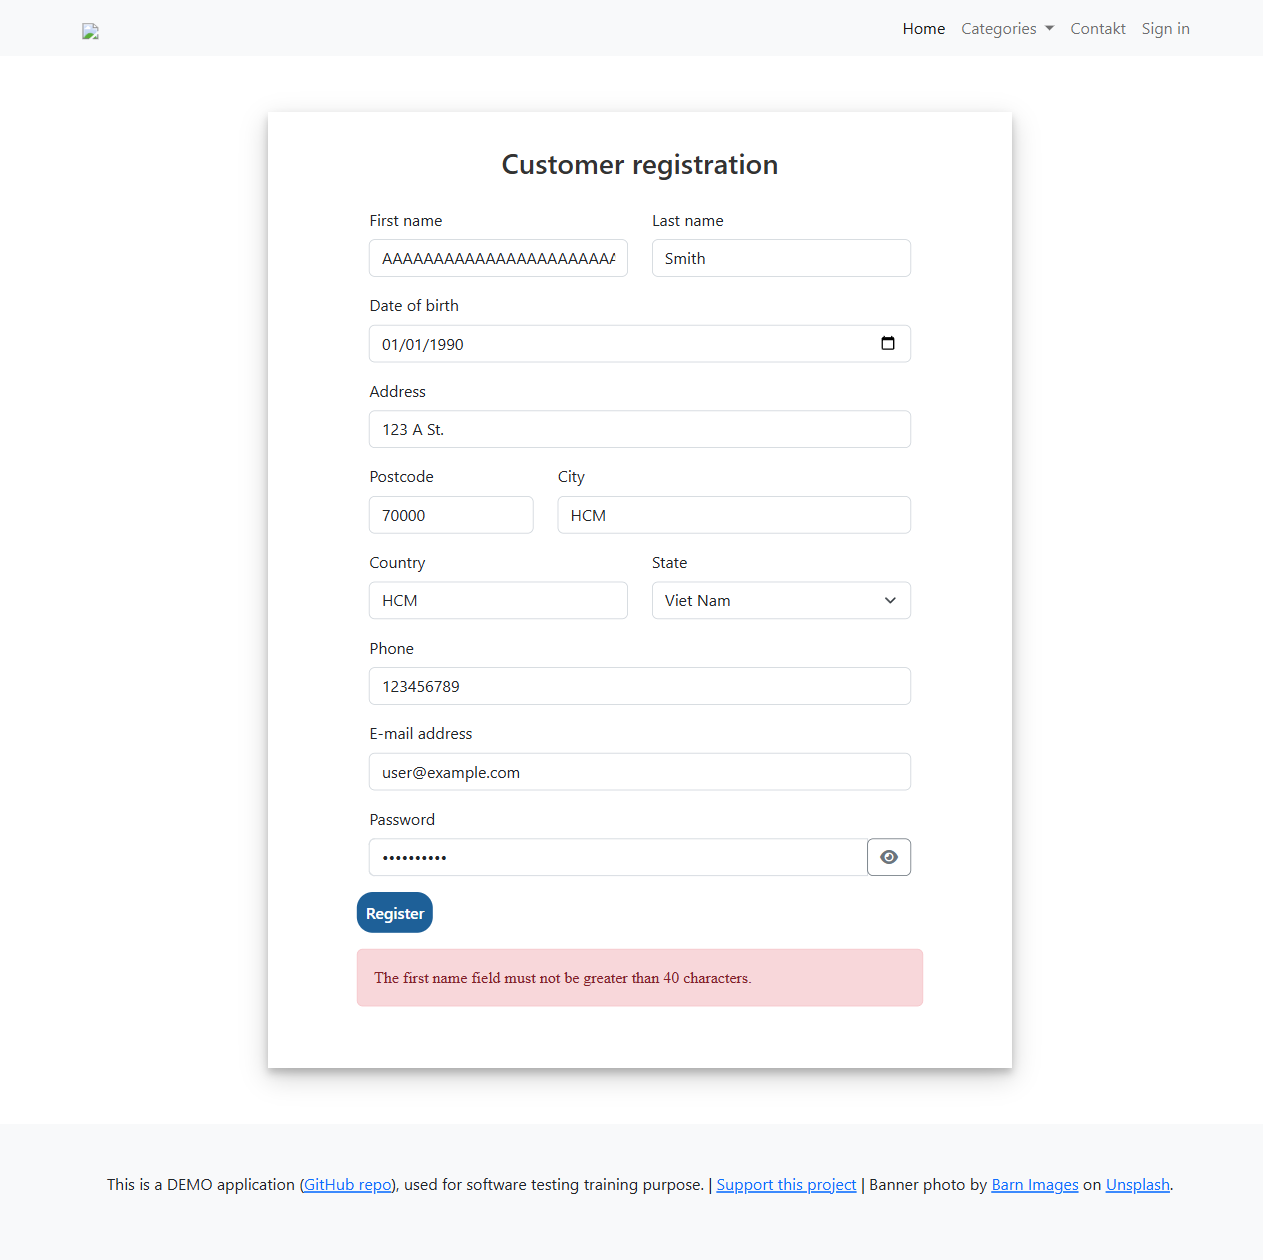 Home Categories Contakt Sign in
Customer registration
First name Last name
AAAAAAAAAAAAAAAAAAAAAAA Smith
Date of birth
01/01/1990
Address
123 A St.
Postcode City
70000 HCM
Country State
HCM Viet Nam
Phone
123456789
E-mail address
user@example.com
Password
••••••••••
Register
The first name field must not be greater than 40 characters.
This is a DEMO application (GitHub repo), used for software testing training purpose. | Support this project | Banner photo by Barn Images on Unsplash.